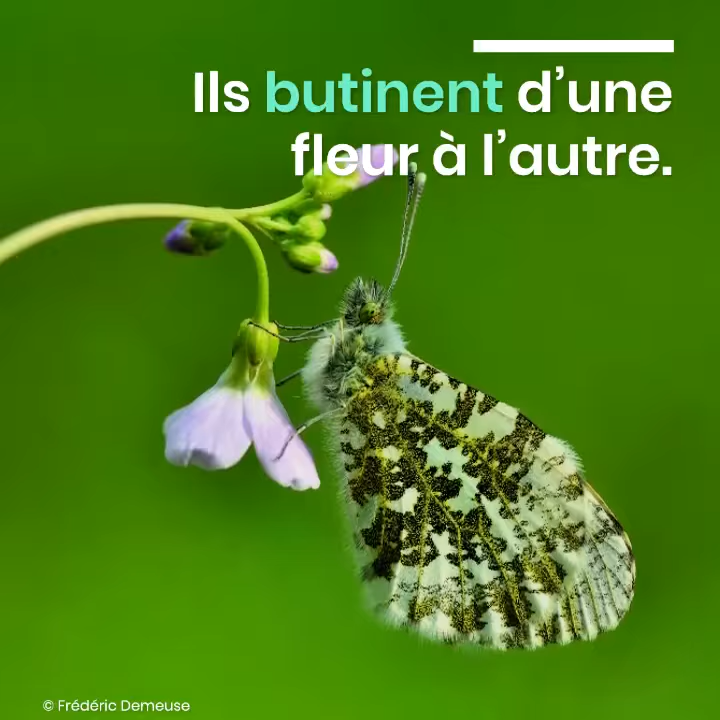 Ils butinent d’une
fleur à l’autre.
© Frédéric Demeuse